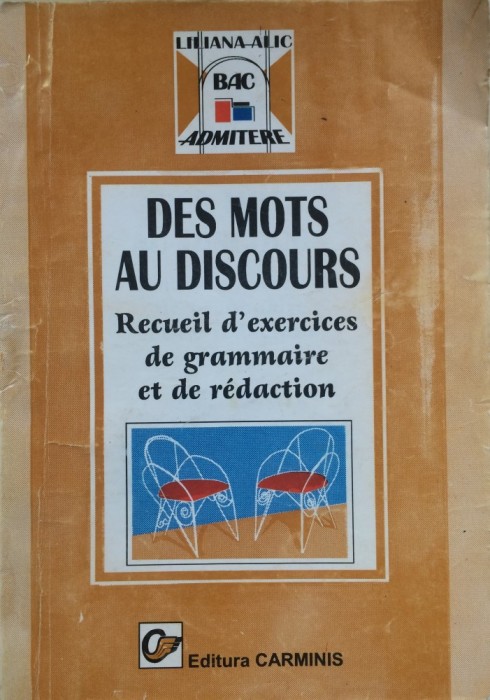 LILIANA ALIC
BAC
ADMITERE
DES MOTS
AU DISCOURS
Recueil d'exercices
de grammaire
et de rédaction
Editura CARMINIS